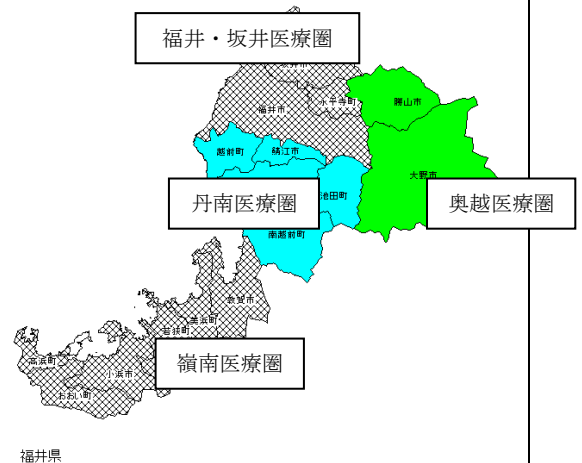 福井・坂井医療圏
坂井市
永平寺町
勝山市
福井市
越前町
鯖江市
大野市
池田町
丹南医療圏
奥越医療圏
南越前町
敦賀市
美浜町
若狭町
嶺南医療圏
高浜町
小浜市
おおい町
福井県